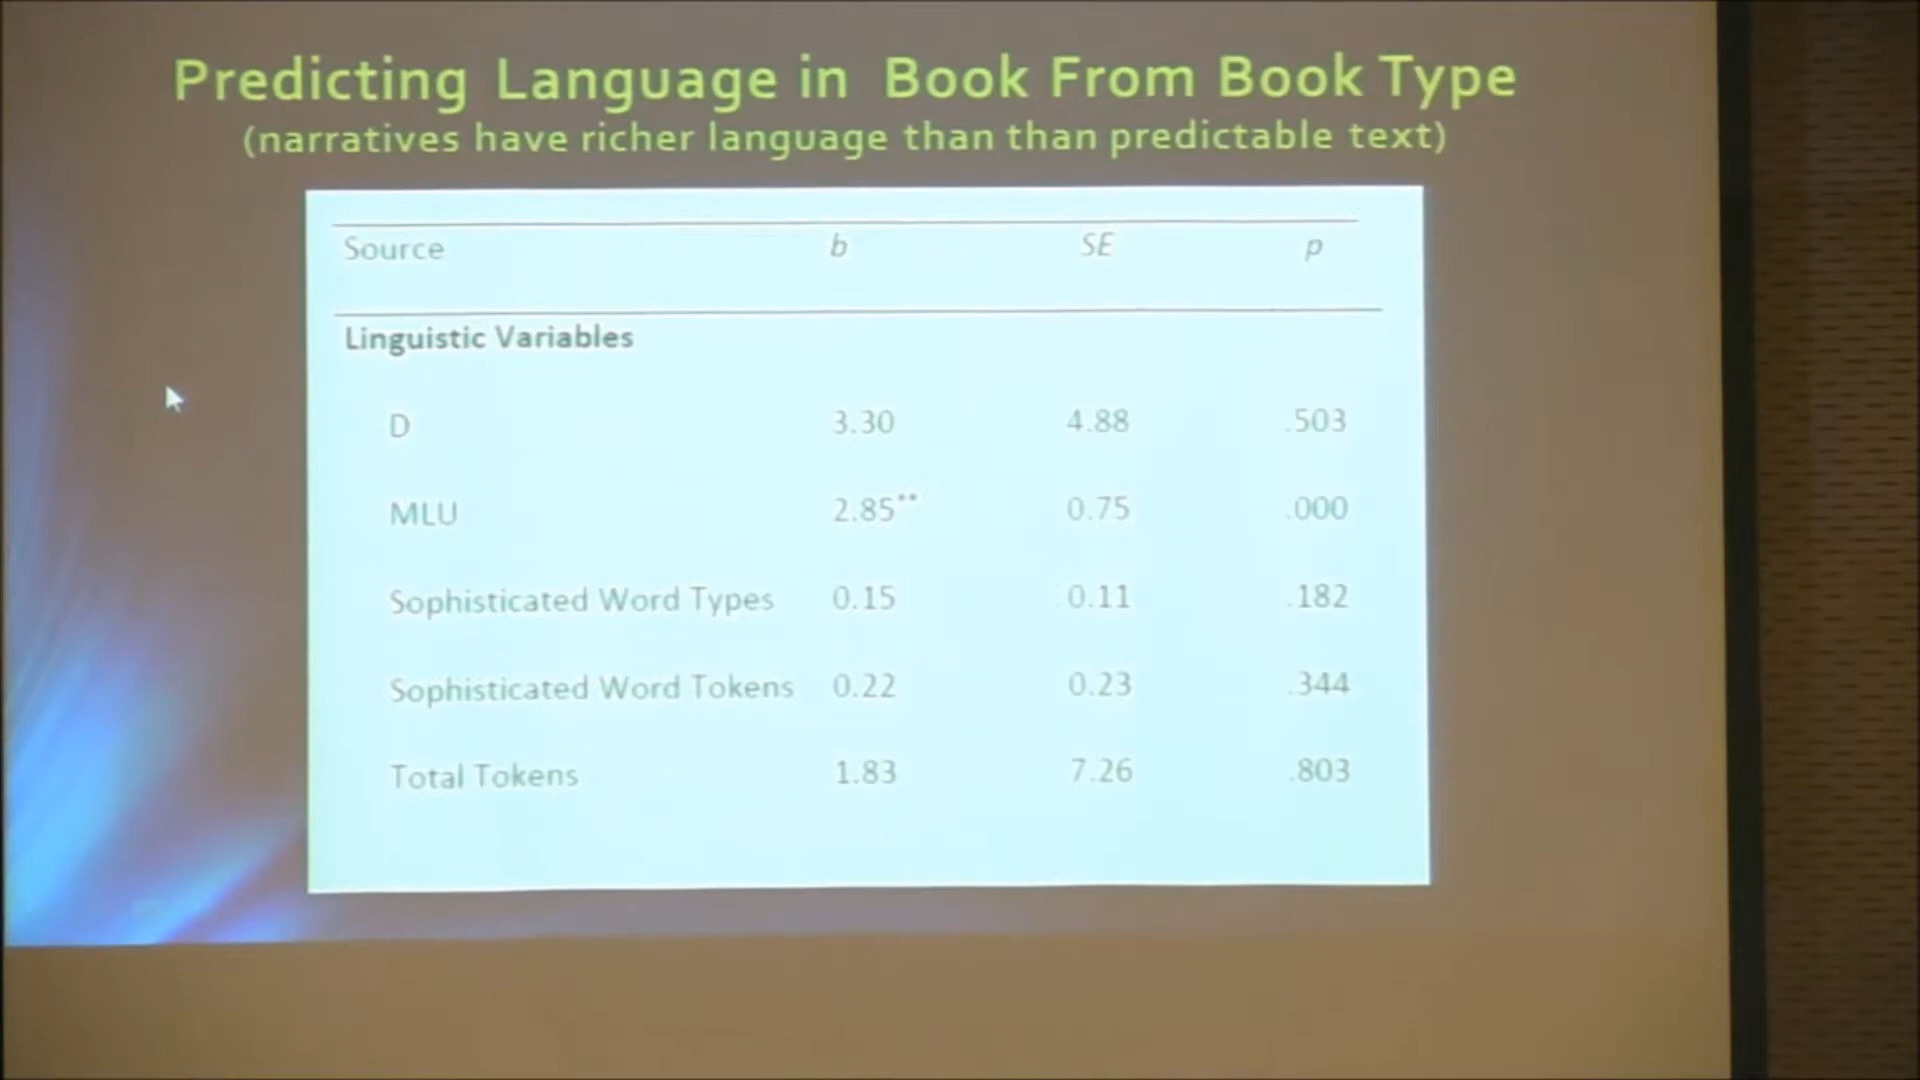 Predicting Language in Book From Book Type
(narratives have richer language than than predictable text)
Source b SE p
Linguistic Variables
D 3.30 4.88 .503
MLU 2.85** 0.75 .000
Sophisticated Word Types 0.15 0.11 .182
Sophisticated Word Tokens 0.22 0.23 .344
Total Tokens 1.83 7.26 .803